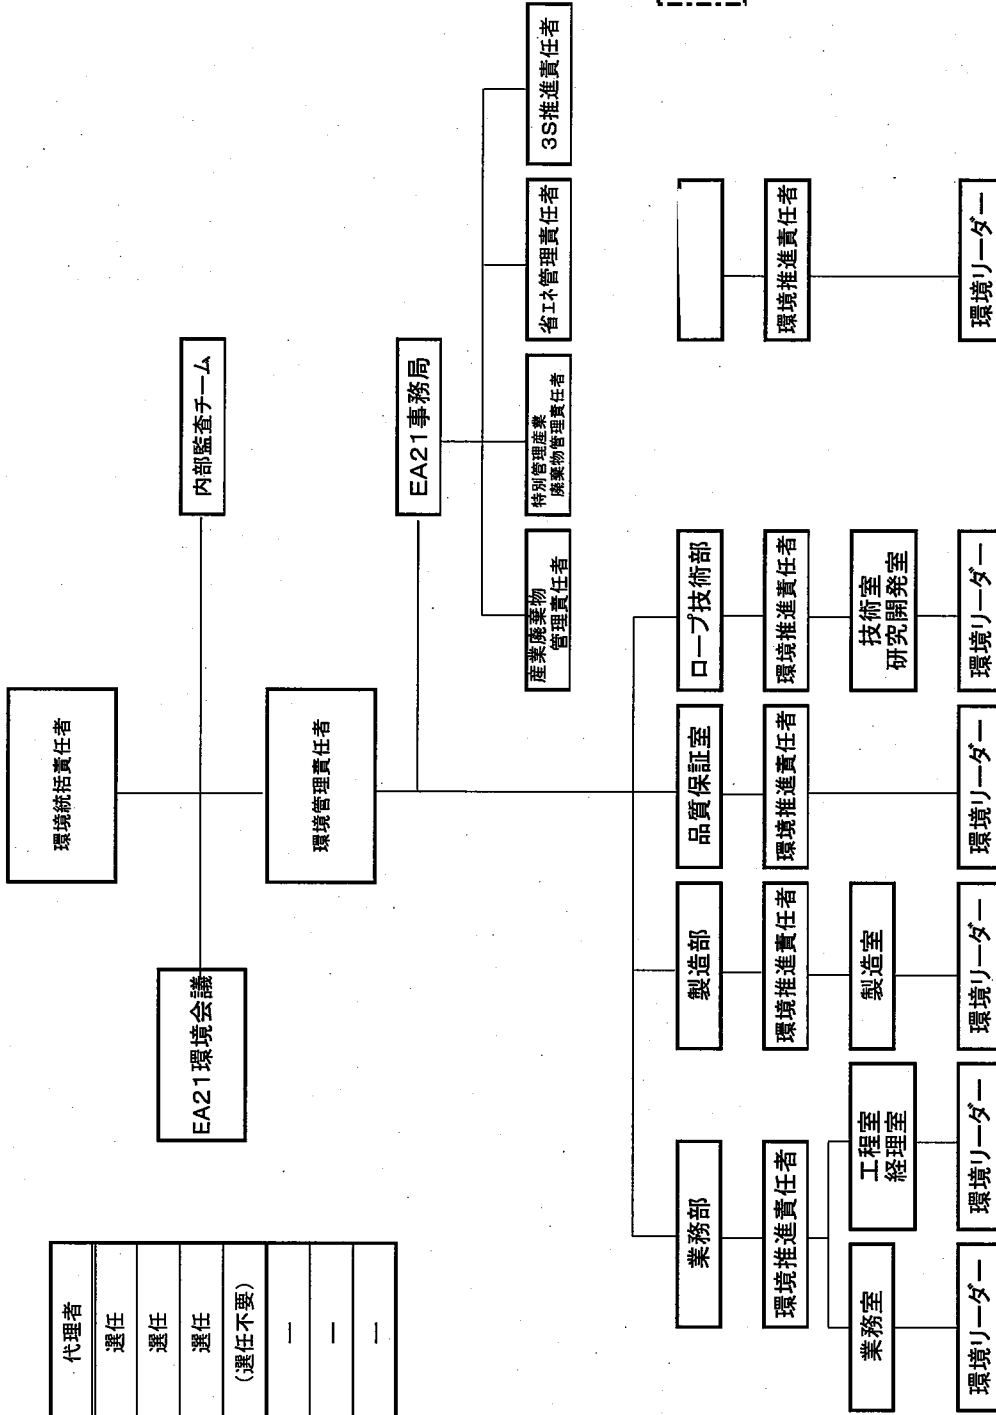 代理者
選任
選任
選任
(選任不要)
ー
ー
ー
環境統括責任者
EA21環境会議
内部監査チーム
環境管理責任者
EA21事務局
産業廃棄物
管理責任者
特別管理産業
廃棄物管理責任者
省エネ管理責任者
3S推進責任者
業務部
製造部
品質保証室
ロープ技術部
環境推進責任者
環境推進責任者
環境推進責任者
環境推進責任者
環境推進責任者
業務室
工程室
経理室
製造室
技術室
研究開発室
環境リーダー
環境リーダー
環境リーダー
環境リーダー
環境リーダー
環境リーダー